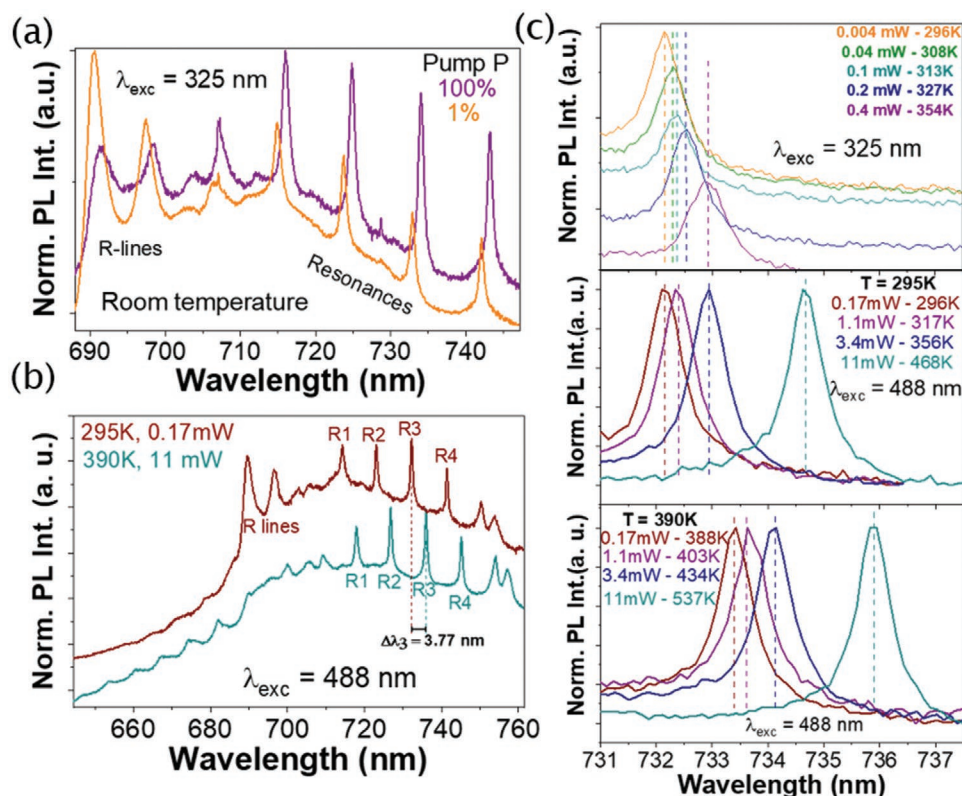 (a)
λexc = 325 nm
Pump P
100%
1%
R-lines
Resonances
Room temperature
Norm. PL Int. (a.u.)
690 700 710 720 730 740
Wavelength (nm)
(b)
295K, 0.17mW
390K, 11 mW
R1 R2 R3 R4
R lines
R1 R2 R3 R4
Δλ3 = 3.77 nm
λexc = 488 nm
Norm. PL Int. (a. u.)
660 680 700 720 740 760
Wavelength (nm)
(c)
0.004 mW - 296K
0.04 mW - 308K
0.1 mW - 313K
0.2 mW - 327K
0.4 mW - 354K
λexc = 325 nm
Norm. PL Int. (a.u.)
T = 295K
0.17mW - 296K
1.1mW - 317K
3.4mW - 356K
11mW - 468K
λexc = 488 nm
Norm. PL Int.(a. u.)
T = 390K
0.17mW - 388K
1.1mW - 403K
3.4mW - 434K
11mW - 537K
λexc = 488 nm
Norm. PL Int.(a. u.)
731 732 733 734 735 736 737
Wavelength (nm)